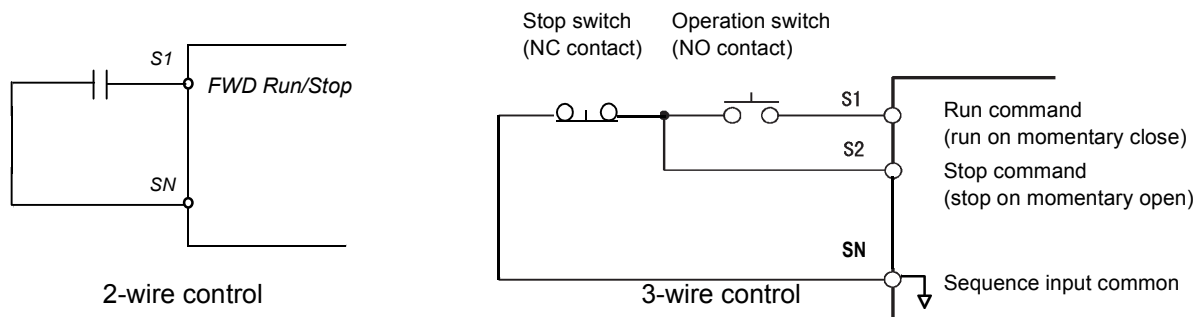 S1
FWD Run/Stop
SN
2-wire control
Stop switch
(NC contact)
Operation switch
(NO contact)
S1
Run command
(run on momentary close)
S2
Stop command
(stop on momentary open)
SN
Sequence input common
3-wire control